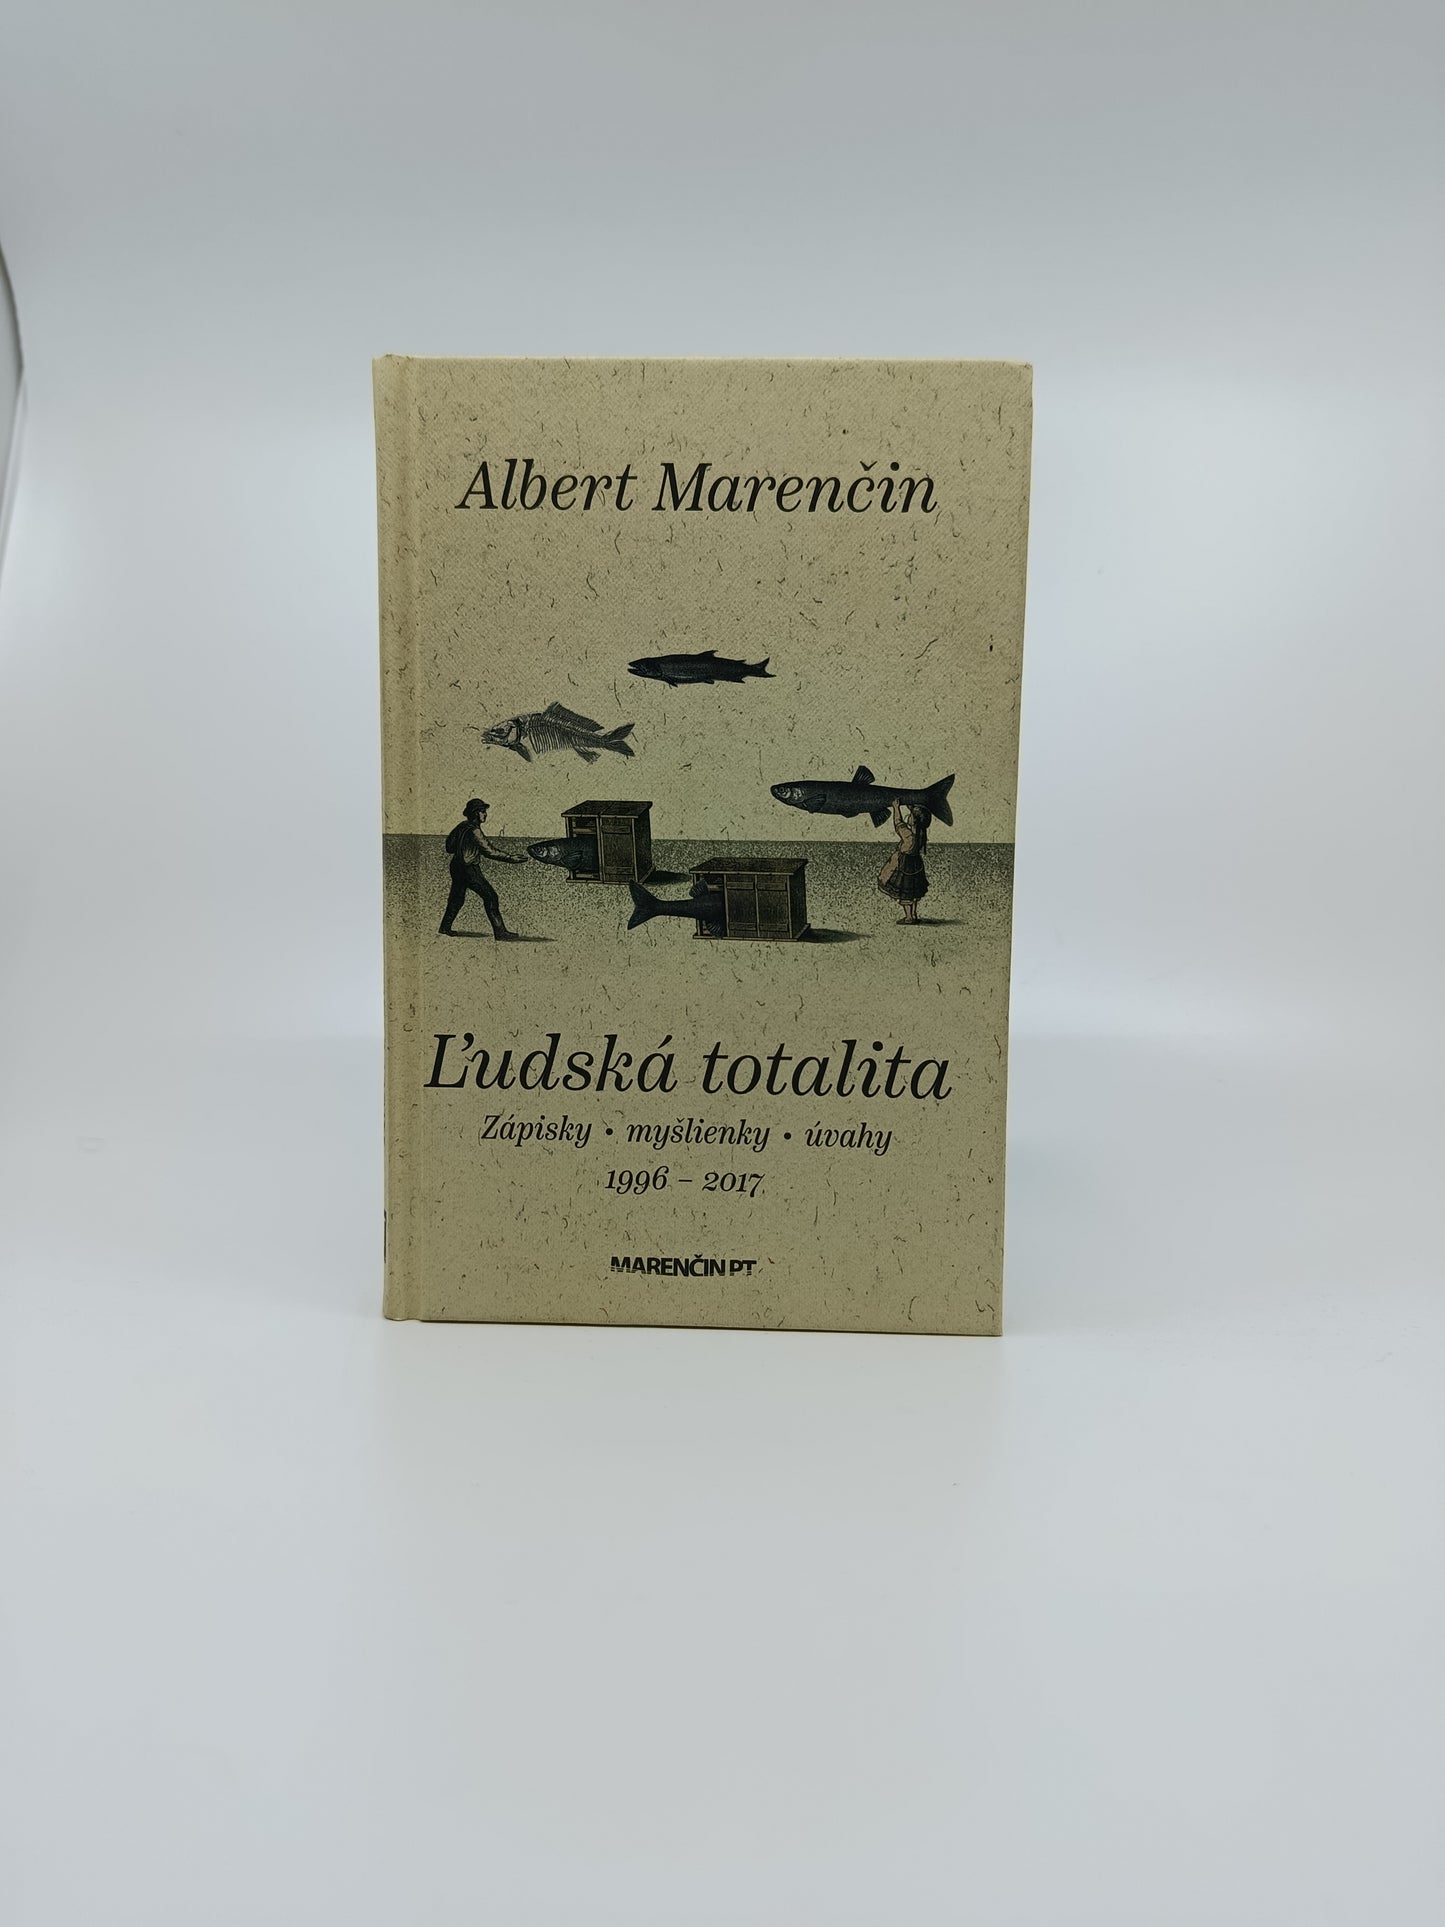 Albert Marenčin
Ľudská totalita
Zápisky • myšlienky • úvahy
1996 – 2017
MARENČIN PT